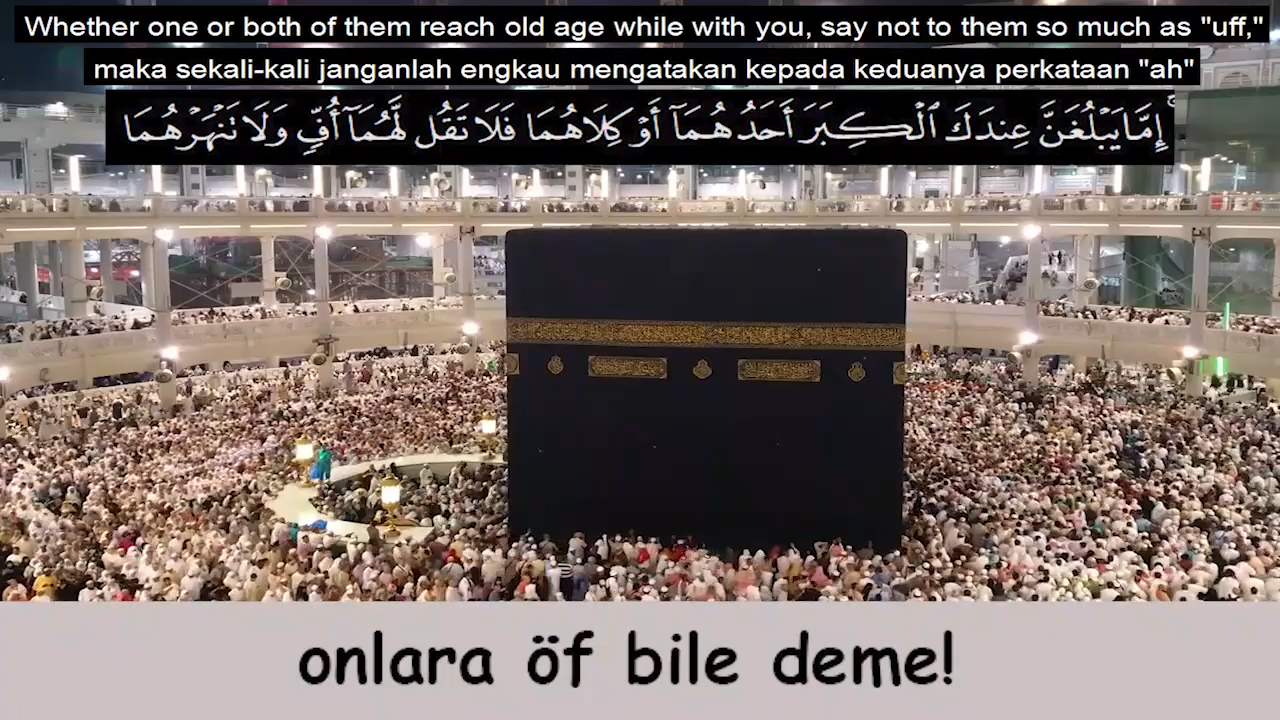 Whether one or both of them reach old age while with you, say not to them so much as "uff,"
maka sekali-kali janganlah engkau mengatakan kepada keduanya perkataan "ah"
إِمَّا يَبْلُغَنَّ عِندَكَ ٱلْكِبَرَ أَحَدُهُمَآ أَوْ كِلَاهُمَا فَلَا تَقُل لَّهُمَآ أُفٍّ وَلَا تَنْهَرْهُمَا
onlara öf bile deme!